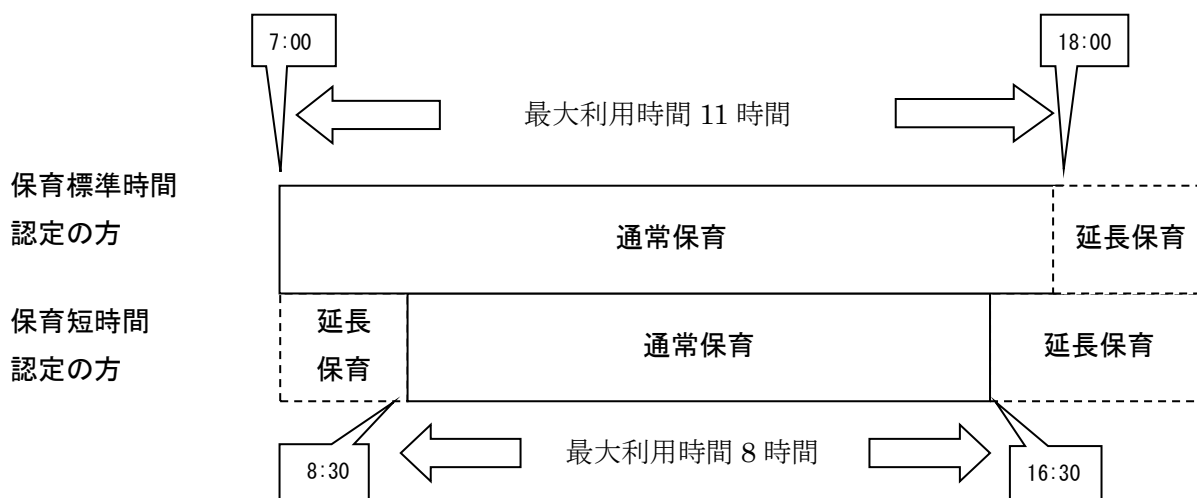 7:00
18:00
最大利用時間 11 時間
保育標準時間
認定の方
通常保育
延長保育
保育短時間
認定の方
延長
保育
通常保育
延長保育
8:30
最大利用時間 8 時間
16:30